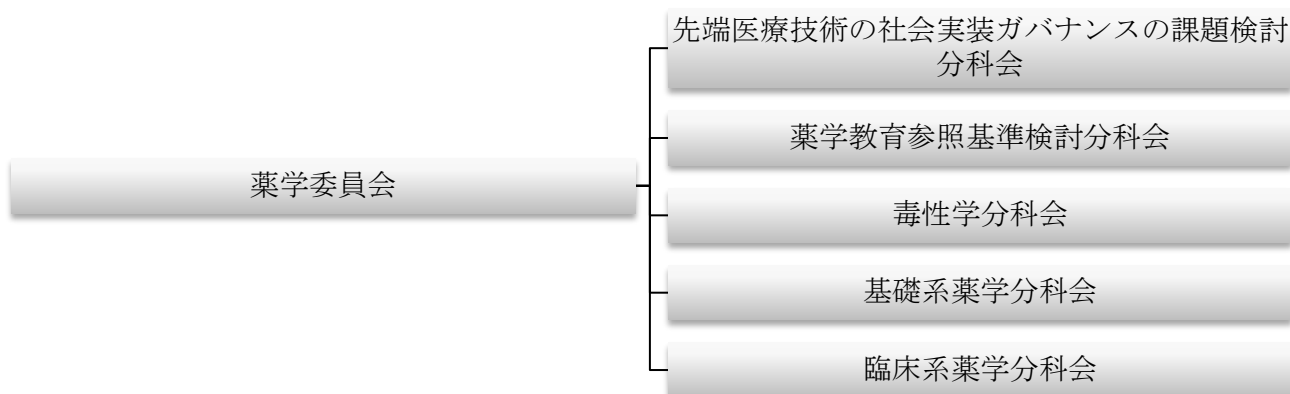 先端医療技術の社会実装ガバナンスの課題検討
分科会
薬学教育参照基準検討分科会
薬学委員会
毒性学分科会
基礎系薬学分科会
臨床系薬学分科会